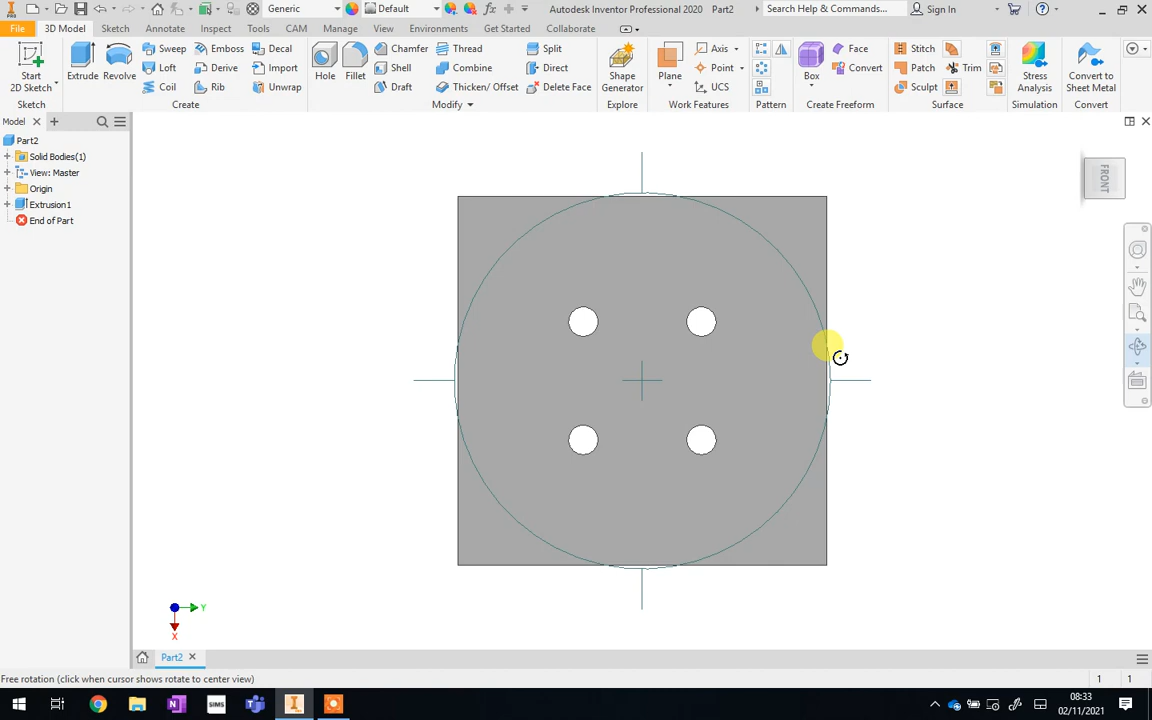 PRO
Generic
Default
fx
Autodesk Inventor Professional 2020 Part2
Search Help & Commands...
Sign In
File
3D Model
Sketch
Annotate
Inspect
Tools
CAM
Manage
View
Environments
Get Started
Collaborate
Start
2D Sketch
Extrude
Revolve
Sweep
Loft
Coil
Emboss
Derive
Rib
Decal
Import
Unwrap
Hole
Fillet
Chamfer
Shell
Draft
Thread
Combine
Thicken/ Offset
Split
Direct
Delete Face
Shape
Generator
Plane
Axis
Point
UCS
Box
Face
Convert
Stitch
Patch
Sculpt
Trim
Stress
Analysis
Convert to
Sheet Metal
Sketch
Create
Modify
Explore
Work Features
Pattern
Create Freeform
Surface
Simulation
Convert
Model
Part2
Solid Bodies(1)
View: Master
Origin
Extrusion1
End of Part
FRONT
Y
X
Part2
Free rotation (click when cursor shows rotate to center view)
1
1
SIMS
08:33
02/11/2021